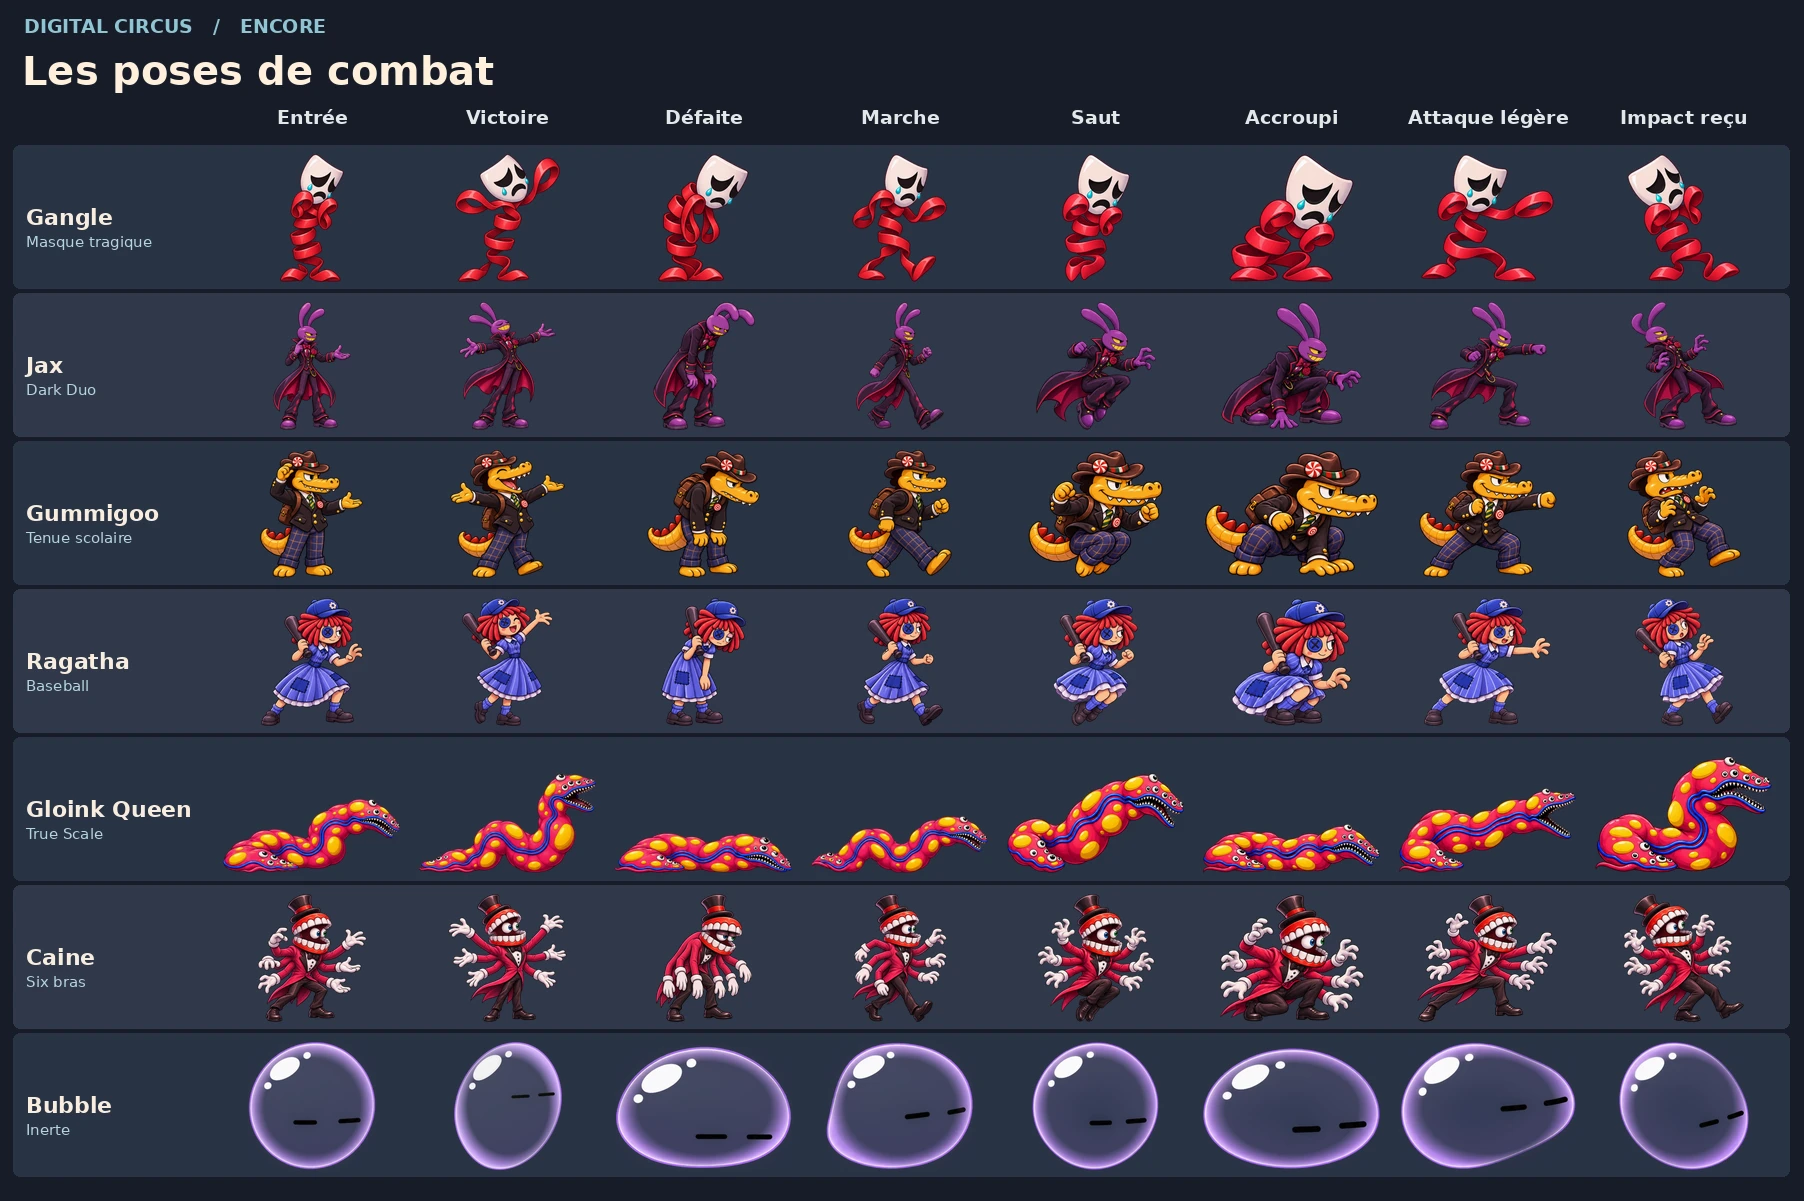 DIGITAL CIRCUS / ENCORE
Les poses de combat
Entrée Victoire Défaite Marche Saut Accroupi Attaque légère Impact reçu
Gangle
Masque tragique
Jax
Dark Duo
Gummigoo
Tenue scolaire
Ragatha
Baseball
Gloink Queen
True Scale
Caine
Six bras
Bubble
Inerte